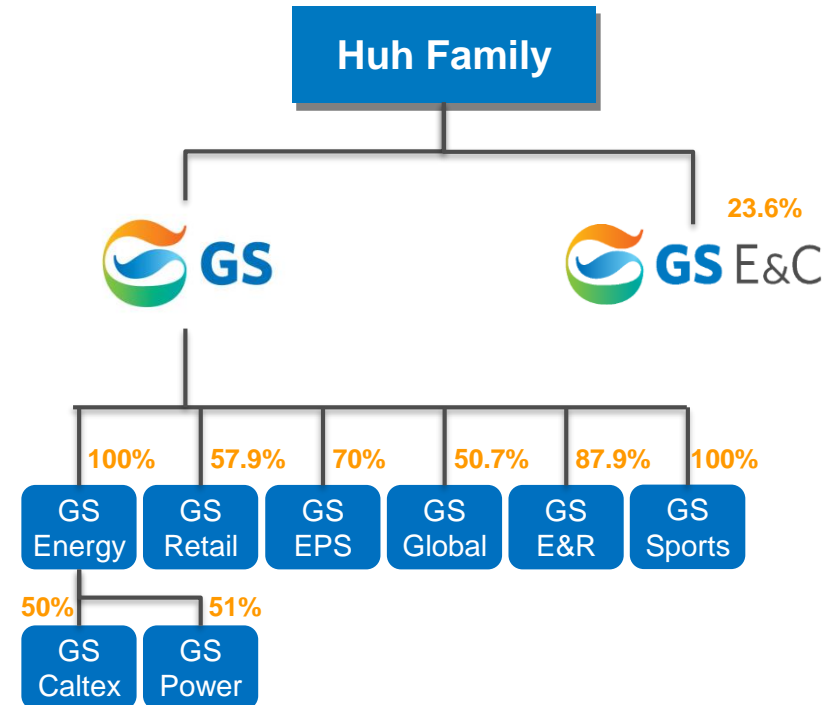 Huh Family
23.6%
GS
GS E&C
100%
57.9%
70%
50.7%
87.9%
100%
GS
Energy
GS
Retail
GS
EPS
GS
Global
GS
E&R
GS
Sports
50%
51%
GS
Caltex
GS
Power